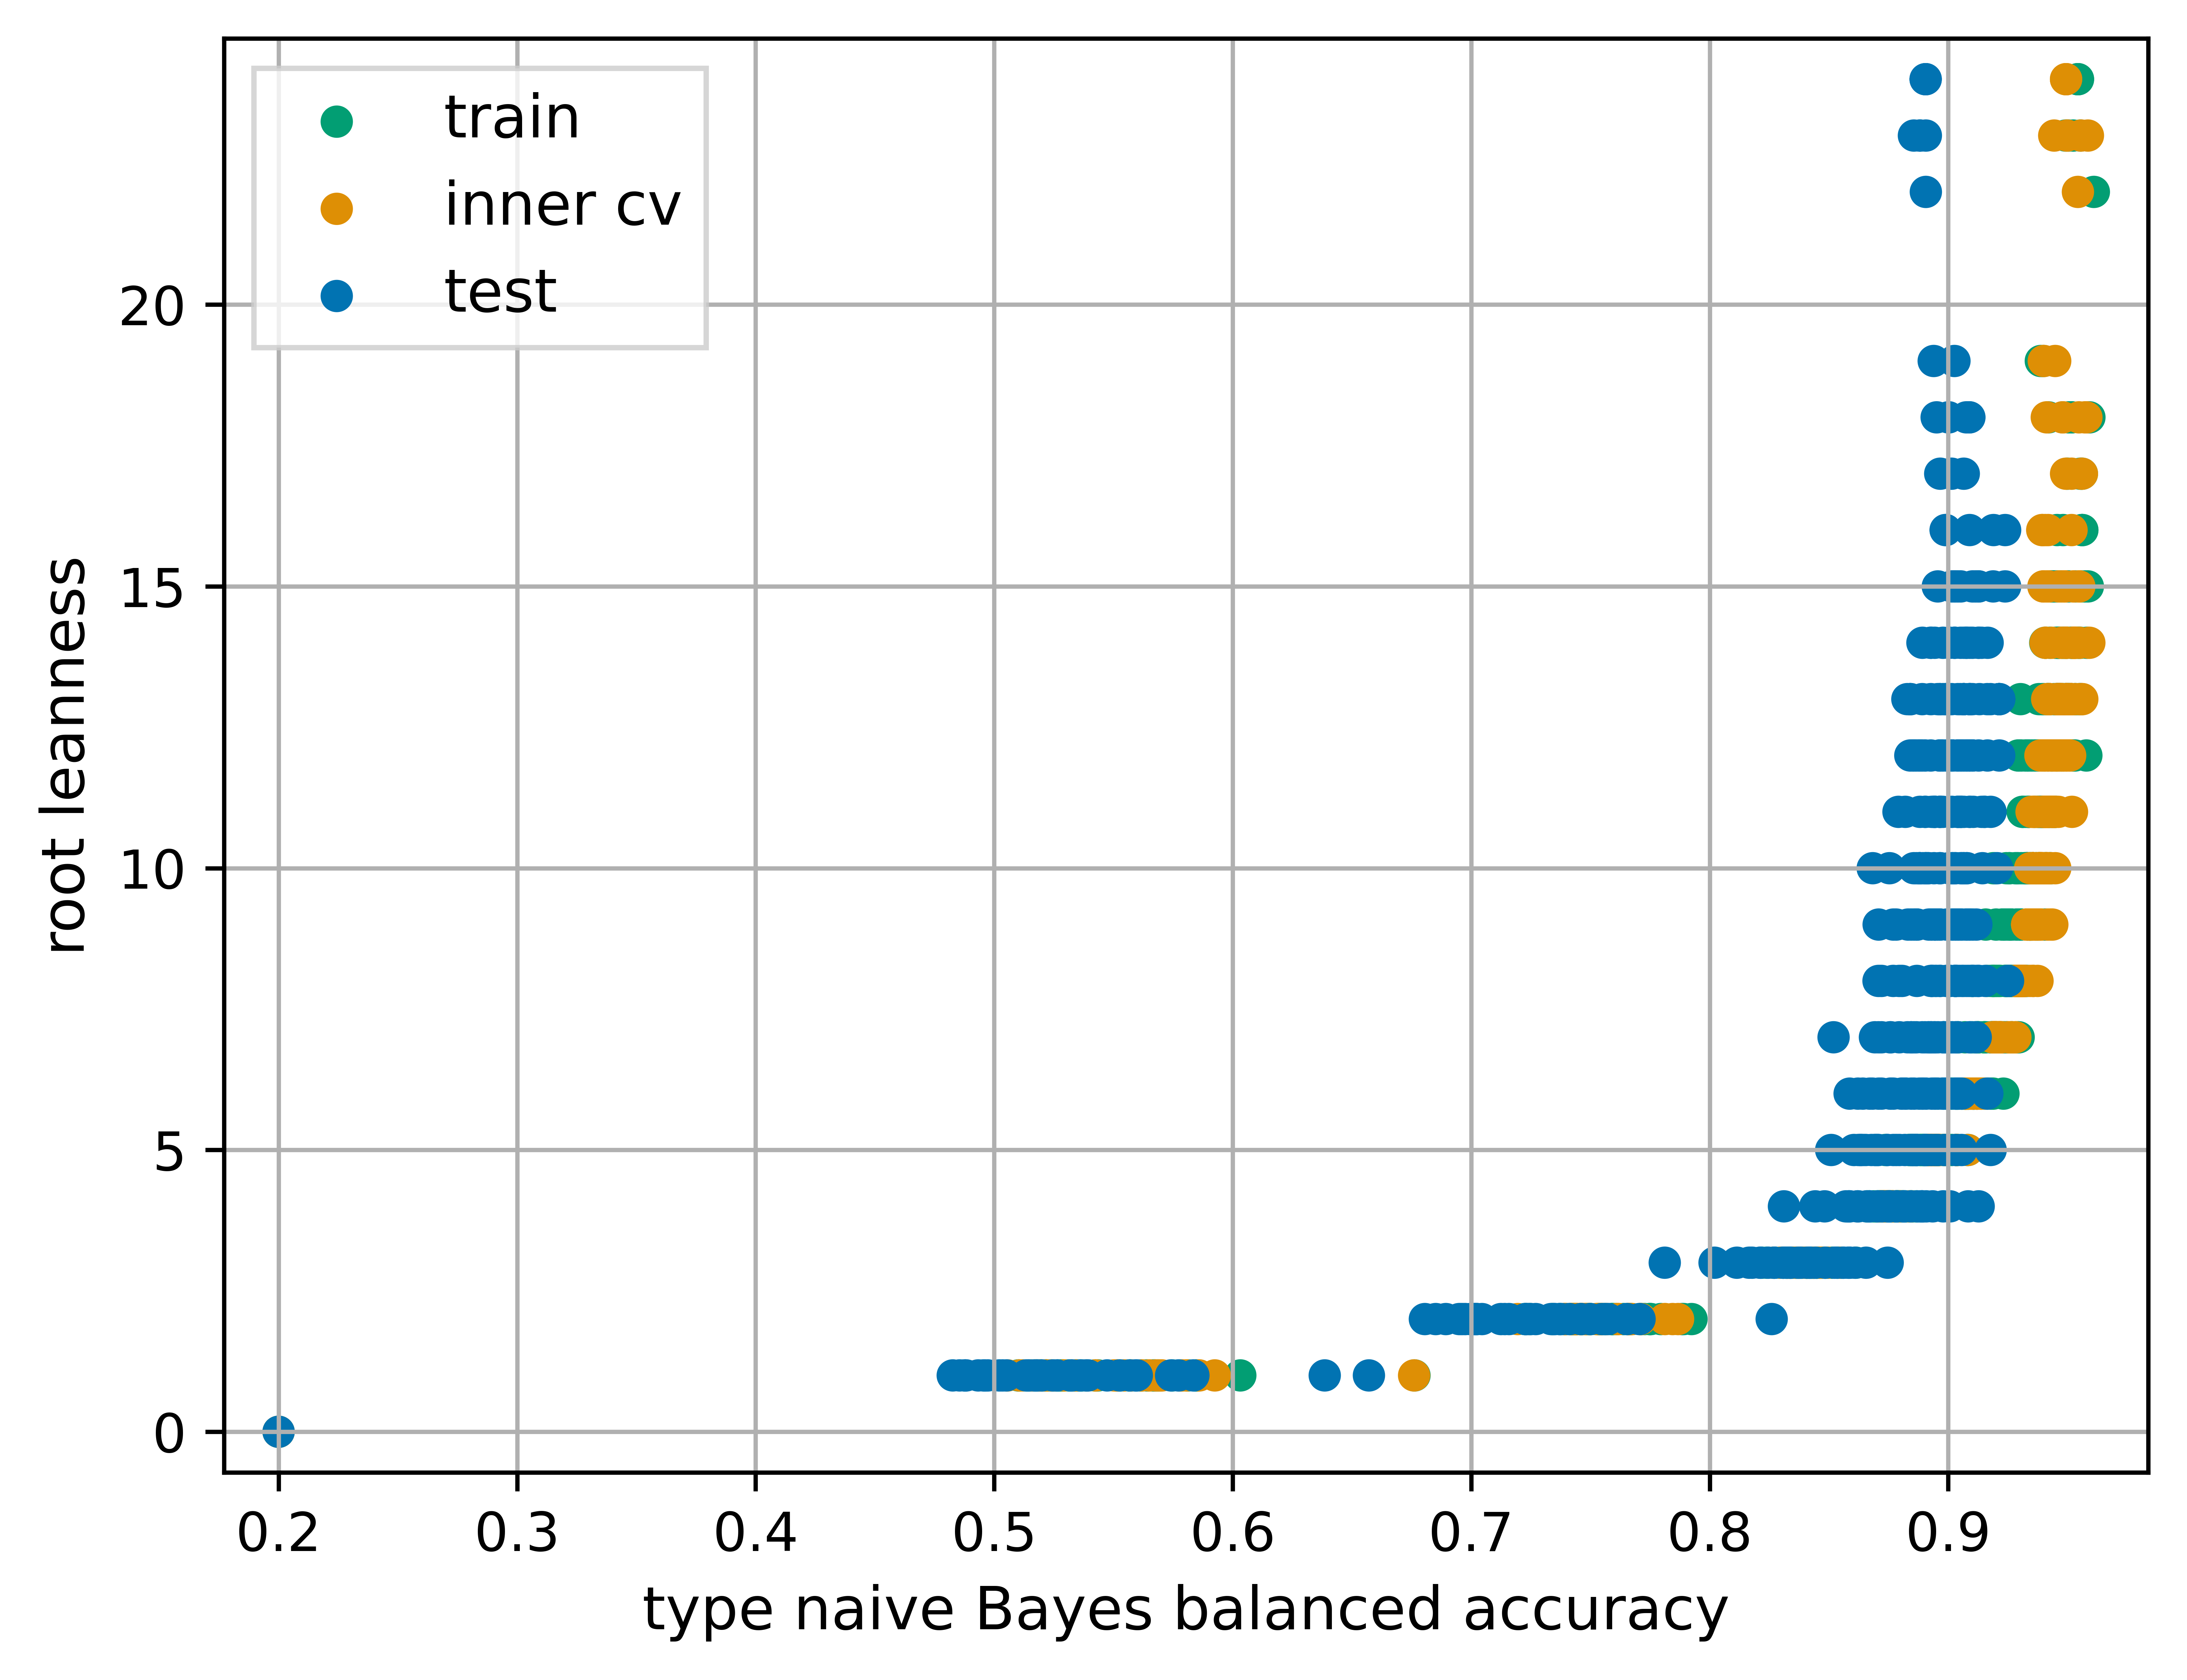 train
inner cv
test
root leanness
20
15
10
5
0
0.2 0.3 0.4 0.5 0.6 0.7 0.8 0.9
type naive Bayes balanced accuracy